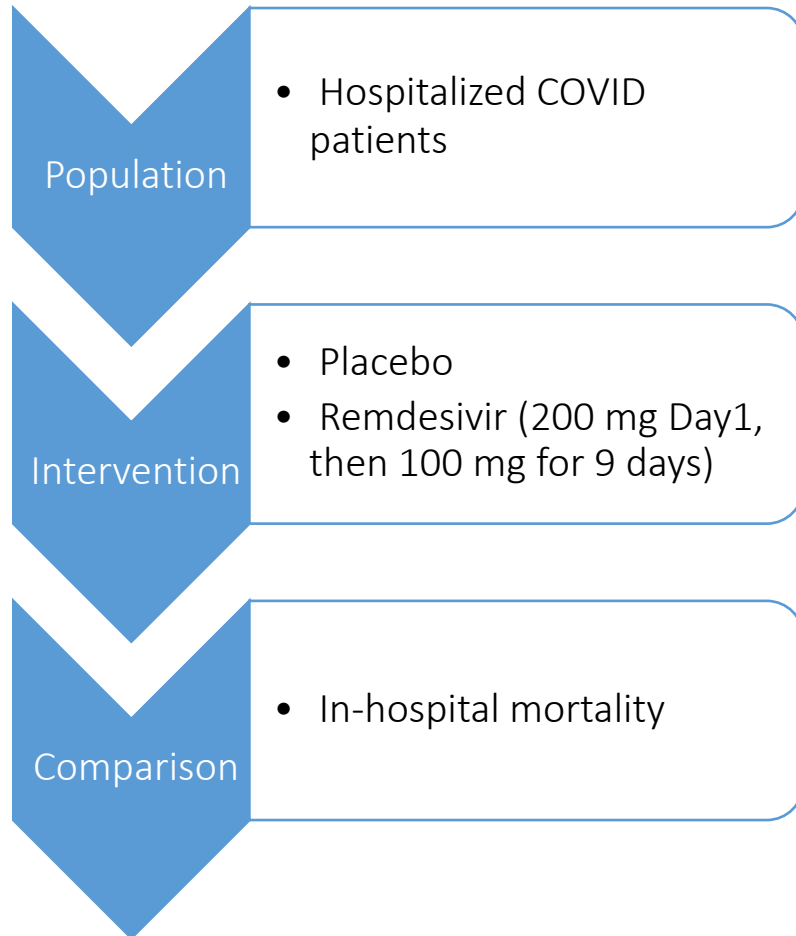 Population
• Hospitalized COVID
patients
Intervention
• Placebo
• Remdesivir (200 mg Day1,
then 100 mg for 9 days)
Comparison
• In-hospital mortality